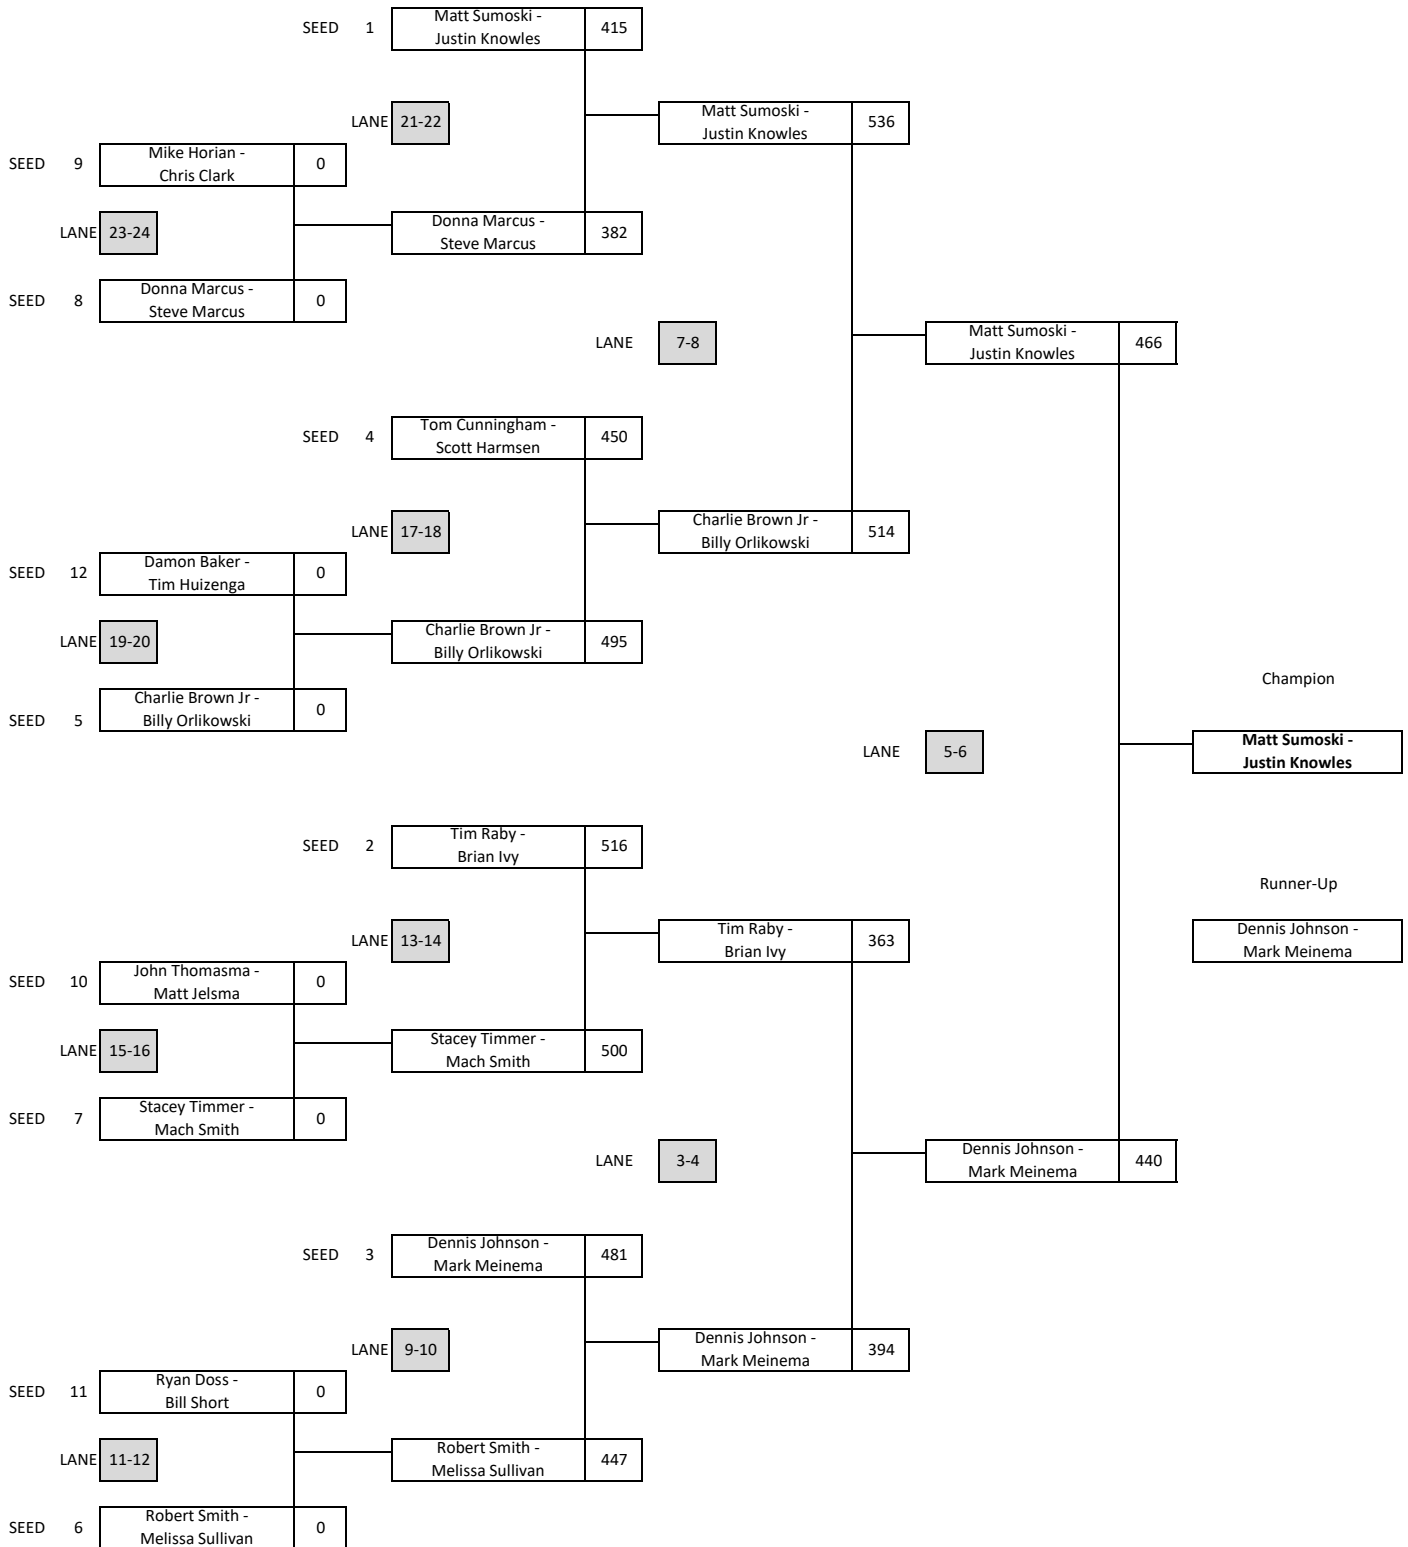 SEED 1
Matt Sumoski -
Justin Knowles
415
LANE 21-22
Matt Sumoski -
Justin Knowles
536
SEED 9
Mike Horian -
Chris Clark
0
LANE 23-24
Donna Marcus -
Steve Marcus
382
SEED 8
Donna Marcus -
Steve Marcus
0
LANE 7-8
Matt Sumoski -
Justin Knowles
466
SEED 4
Tom Cunningham -
Scott Harmsen
450
LANE 17-18
Charlie Brown Jr -
Billy Orlikowski
514
SEED 12
Damon Baker -
Tim Huizenga
0
LANE 19-20
Charlie Brown Jr -
Billy Orlikowski
495
SEED 5
Charlie Brown Jr -
Billy Orlikowski
0
Champion
LANE 5-6
Matt Sumoski -
Justin Knowles
SEED 2
Tim Raby -
Brian Ivy
516
Runner-Up
LANE 13-14
Tim Raby -
Brian Ivy
363
Dennis Johnson -
Mark Meinema
SEED 10
John Thomasma -
Matt Jelsma
0
LANE 15-16
Stacey Timmer -
Mach Smith
500
SEED 7
Stacey Timmer -
Mach Smith
0
LANE 3-4
Dennis Johnson -
Mark Meinema
440
SEED 3
Dennis Johnson -
Mark Meinema
481
LANE 9-10
Dennis Johnson -
Mark Meinema
394
SEED 11
Ryan Doss -
Bill Short
0
LANE 11-12
Robert Smith -
Melissa Sullivan
447
SEED 6
Robert Smith -
Melissa Sullivan
0